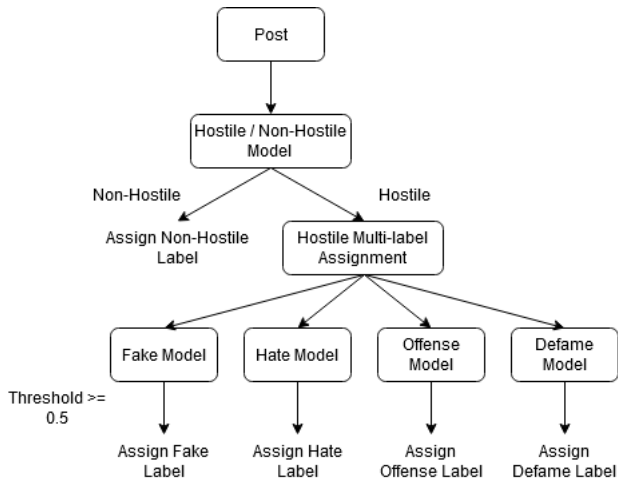 Post
Hostile / Non-Hostile
Model
Non-Hostile
Hostile
Assign Non-Hostile
Label
Hostile Multi-label
Assignment
Fake Model
Hate Model
Offense
Model
Defame
Model
Threshold >=
0.5
Assign Fake
Label
Assign Hate
Label
Assign
Offense Label
Assign
Defame Label